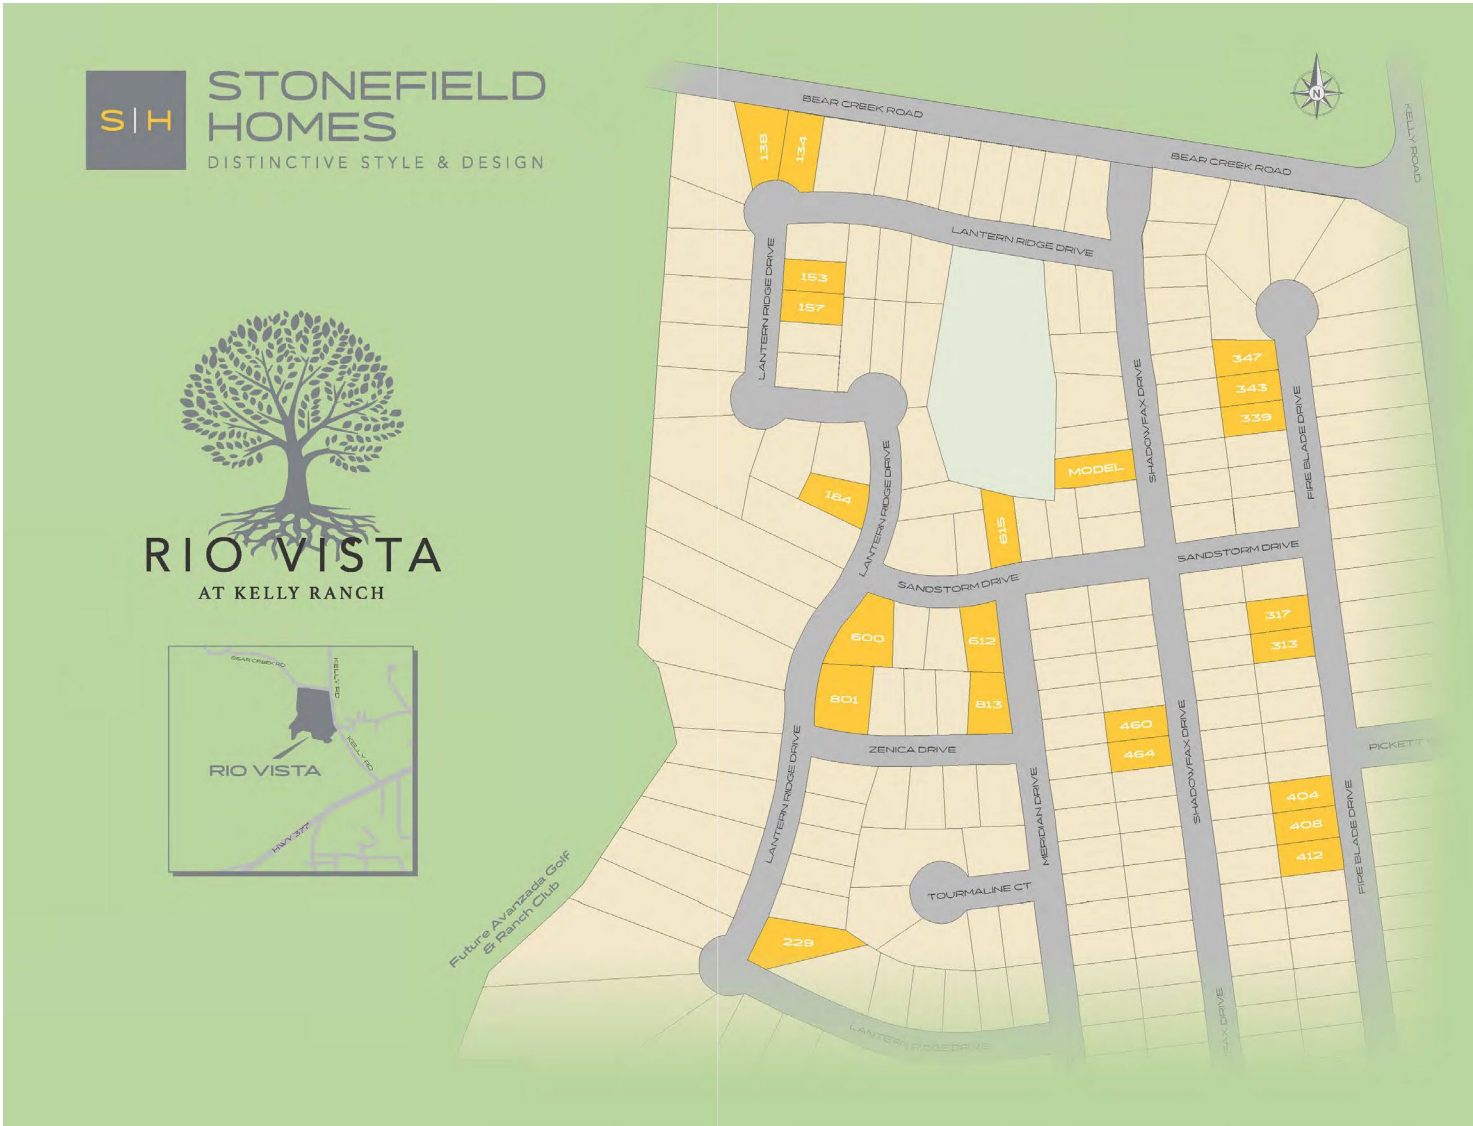 S|H
STONEFIELD
HOMES
DISTINCTIVE STYLE & DESIGN
RIO VISTA
AT KELLY RANCH
BEAR CREEK RD
KELLY RD
KELLY RD
RIO VISTA
HWY 377
Future Avanzada Golf
& Ranch Club
N
BEAR CREEK ROAD
BEAR CREEK ROAD
KELLY ROAD
138
134
LANTERN RIDGE DRIVE
LANTERN RIDGE DRIVE
153
157
347
343
339
SHADOWFAX DRIVE
FIRE BLADE DRIVE
MODEL
184
LANTERN RIDGE DRIVE
615
SANDSTORM DRIVE
SANDSTORM DRIVE
600
612
317
313
801
813
460
464
ZENICA DRIVE
PICKETT
LANTERN RIDGE DRIVE
MERIDIAN DRIVE
SHADOWFAX DRIVE
404
408
412
FIRE BLADE DRIVE
TOURMALINE CT
229
LANTERN RIDGE DRIVE
FAX DRIVE